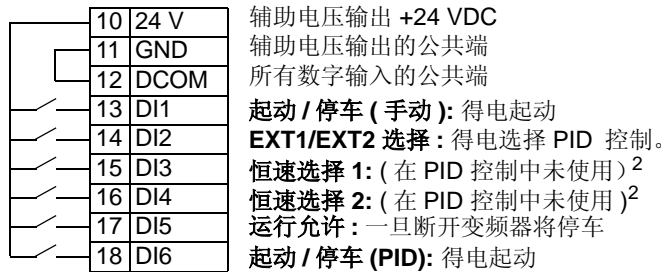 10 24 V 辅助电压输出 +24 VDC
11 GND 辅助电压输出的公共端
12 DCOM 所有数字输入的公共端
13 DI1 起动 / 停车 ( 手动 ): 得电起动
14 DI2 EXT1/EXT2 选择 : 得电选择 PID 控制。
15 DI3 恒速选择 1: ( 在 PID 控制中未使用）2
16 DI4 恒速选择 2: ( 在 PID 控制中未使用 )2
17 DI5 运行允许 : 一旦断开变频器将停车
18 DI6 起动 / 停车 (PID): 得电起动